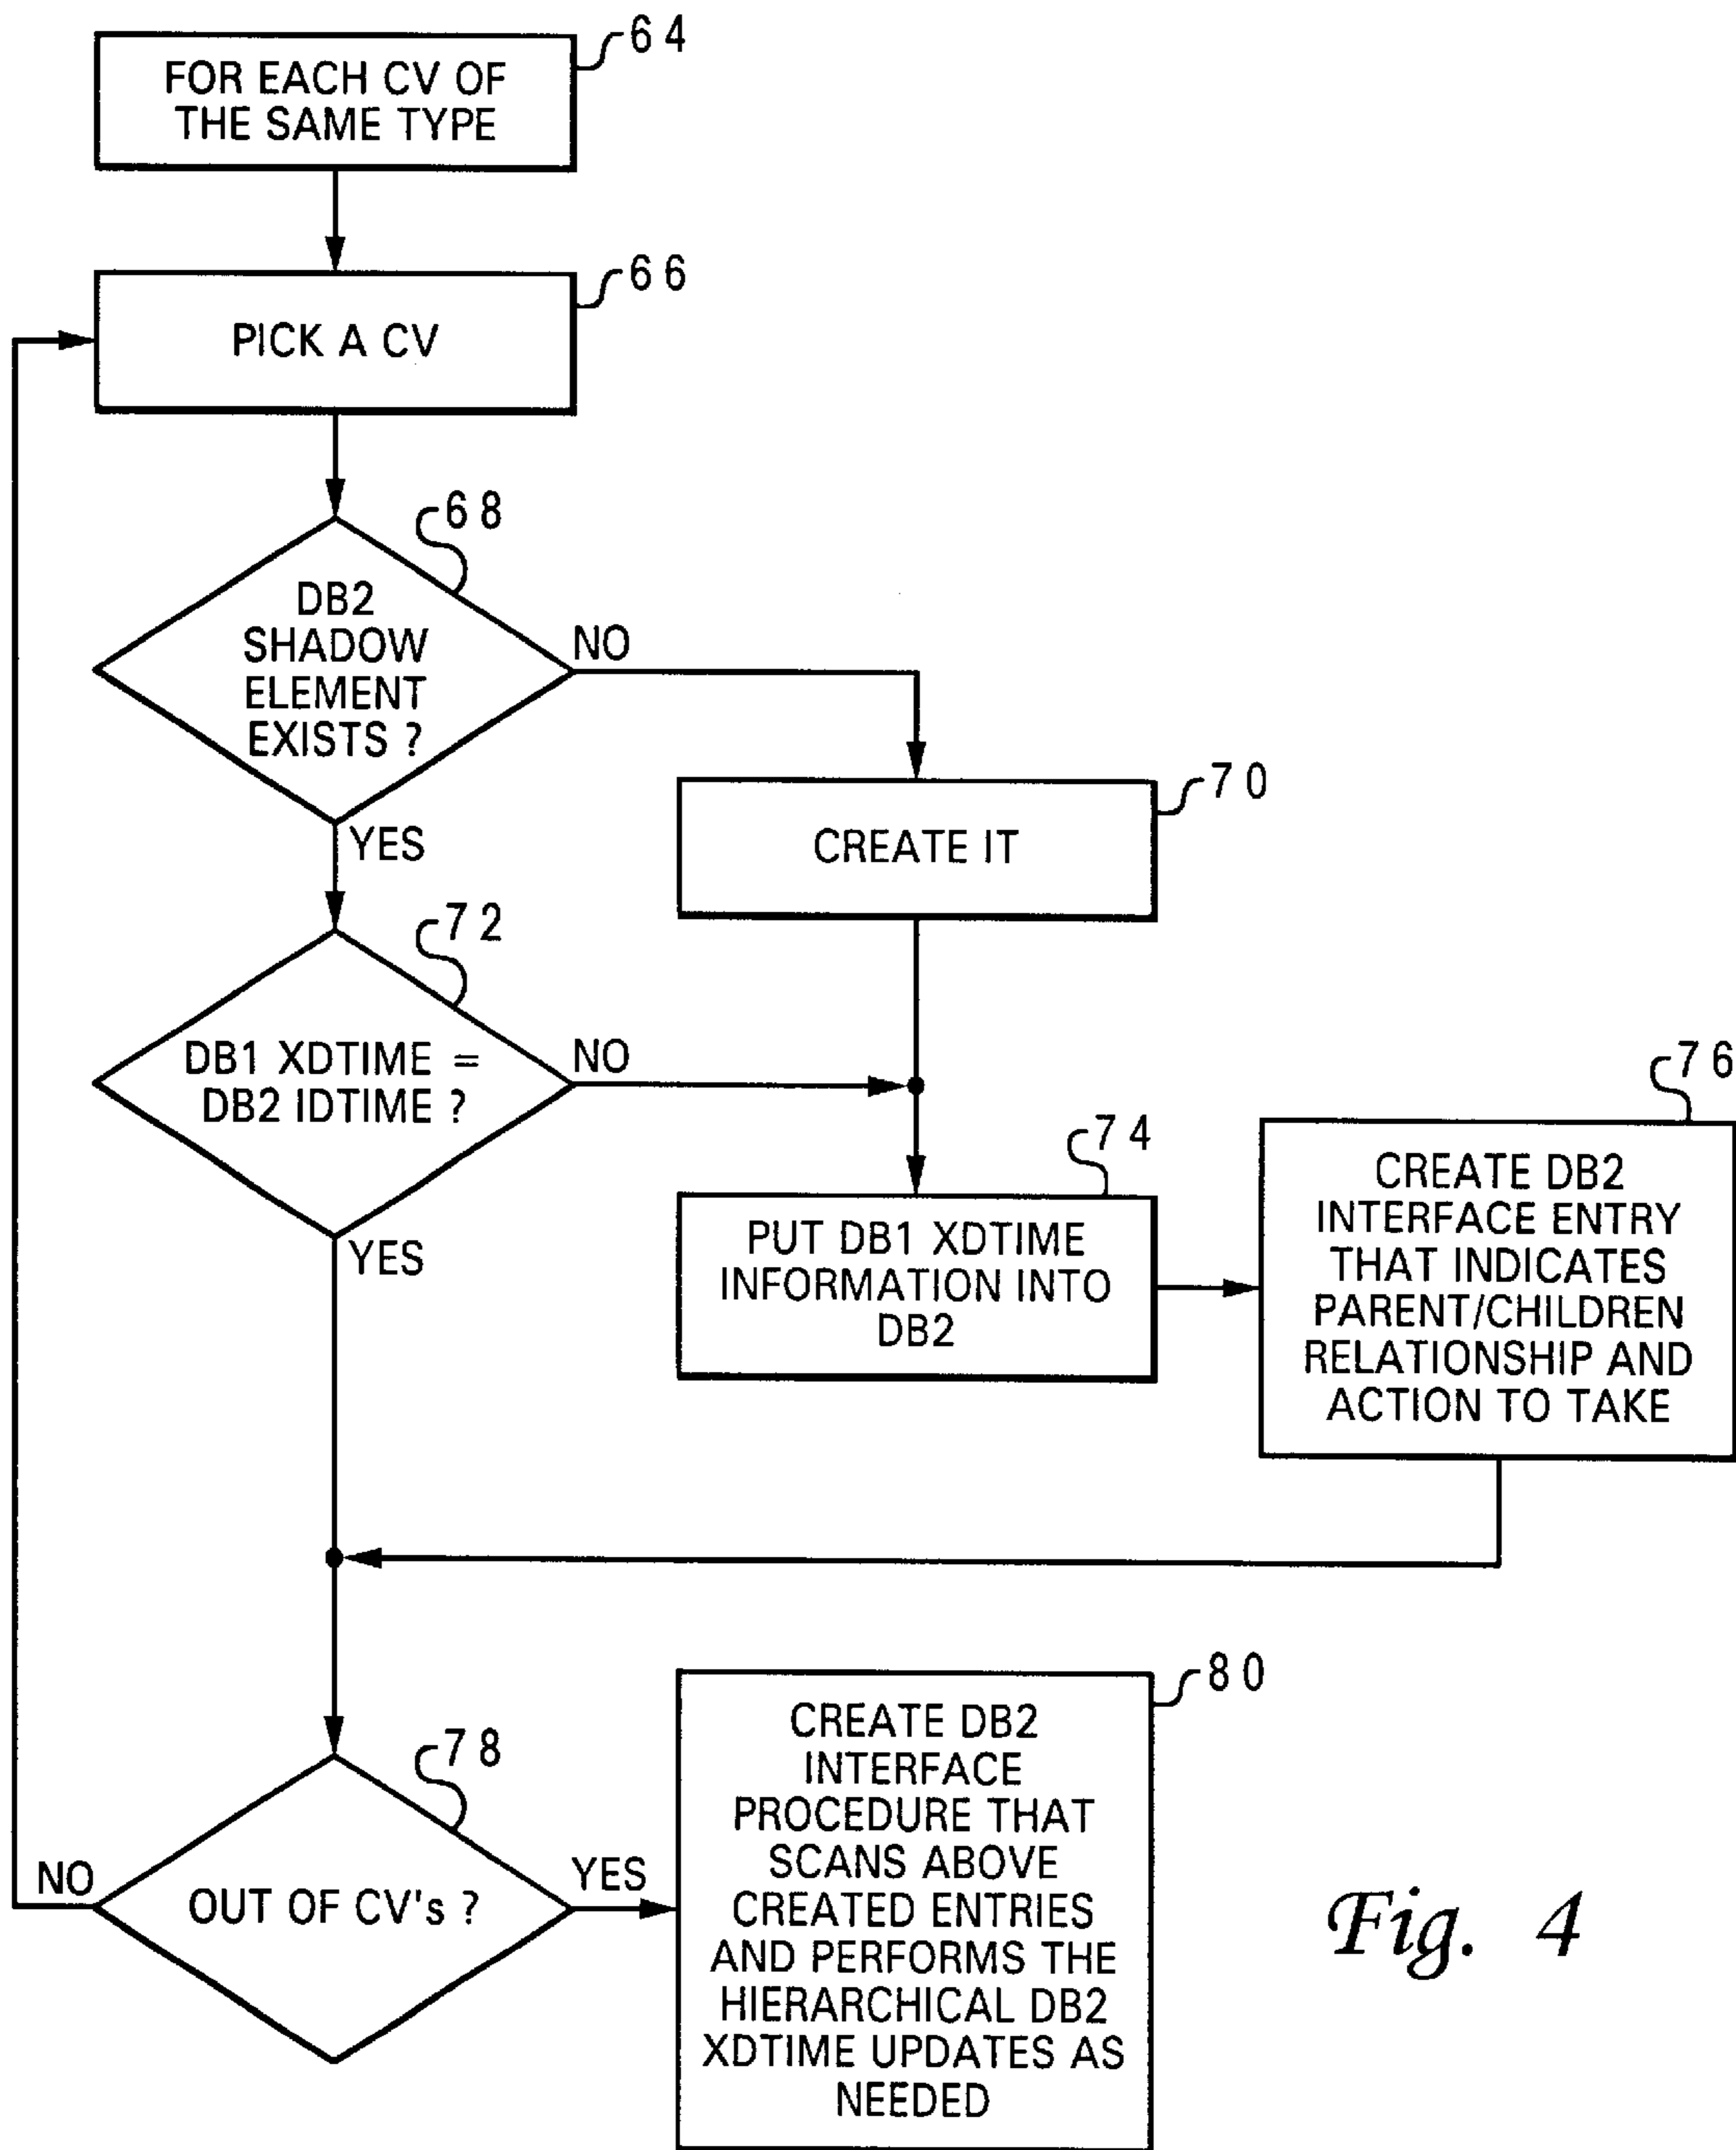 64
FOR EACH CV OF
THE SAME TYPE
66
PICK A CV
68
DB2
SHADOW
ELEMENT
EXISTS ?
NO
YES
70
CREATE IT
72
DB1 XDTIME =
DB2 IDTIME ?
NO
YES
74
PUT DB1 XDTIME
INFORMATION INTO
DB2
76
CREATE DB2
INTERFACE ENTRY
THAT INDICATES
PARENT/CHILDREN
RELATIONSHIP AND
ACTION TO TAKE
78
OUT OF CV's ?
NO
YES
80
CREATE DB2
INTERFACE
PROCEDURE THAT
SCANS ABOVE
CREATED ENTRIES
AND PERFORMS THE
HIERARCHICAL DB2
XDTIME UPDATES AS
NEEDED
Fig. 4